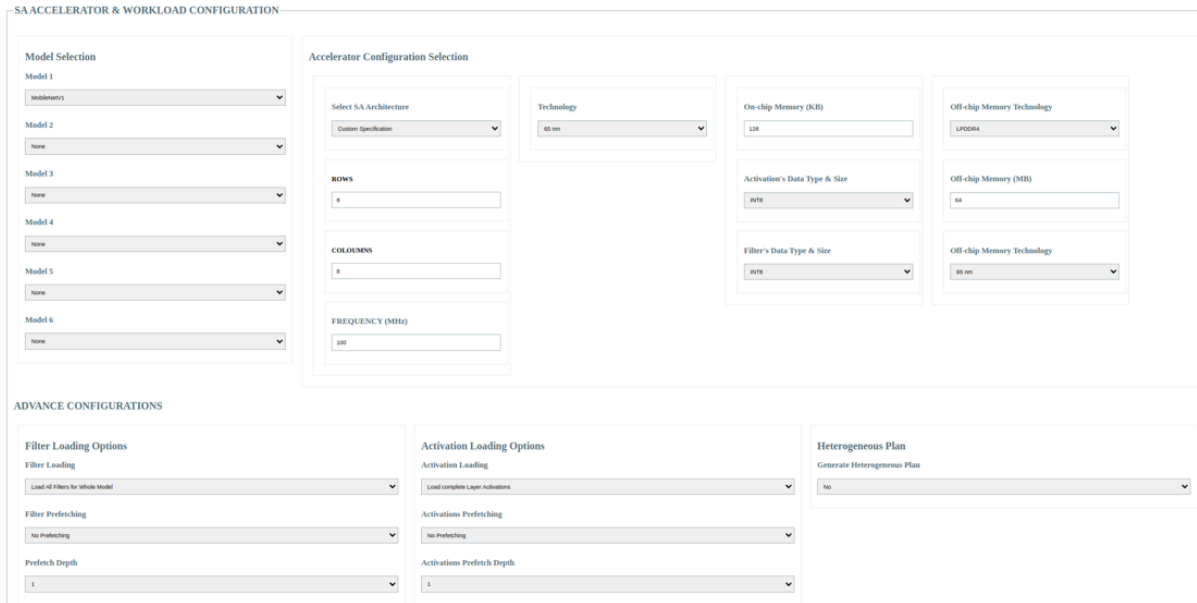 SA ACCELERATOR & WORKLOAD CONFIGURATION
Model Selection
Model 1
MobileNetV1
Model 2
None
Model 3
None
Model 4
None
Model 5
None
Model 6
None
Accelerator Configuration Selection
Select SA Architecture
Custom Specification
ROWS
8
COLOUMNS
8
FREQUENCY (MHz)
100
Technology
65 nm
On-chip Memory (KB)
128
Activation's Data Type & Size
INT8
Filter's Data Type & Size
INT8
Off-chip Memory Technology
LPDDR4
Off-chip Memory (MB)
64
Off-chip Memory Technology
65 nm
ADVANCE CONFIGURATIONS
Filter Loading Options
Filter Loading
Load All Filters for Whole Model
Filter Prefetching
No Prefetching
Prefetch Depth
1
Activation Loading Options
Activation Loading
Load complete Layer Activations
Activations Prefetching
No Prefetching
Activations Prefetch Depth
1
Heterogeneous Plan
Generate Heterogeneous Plan
No